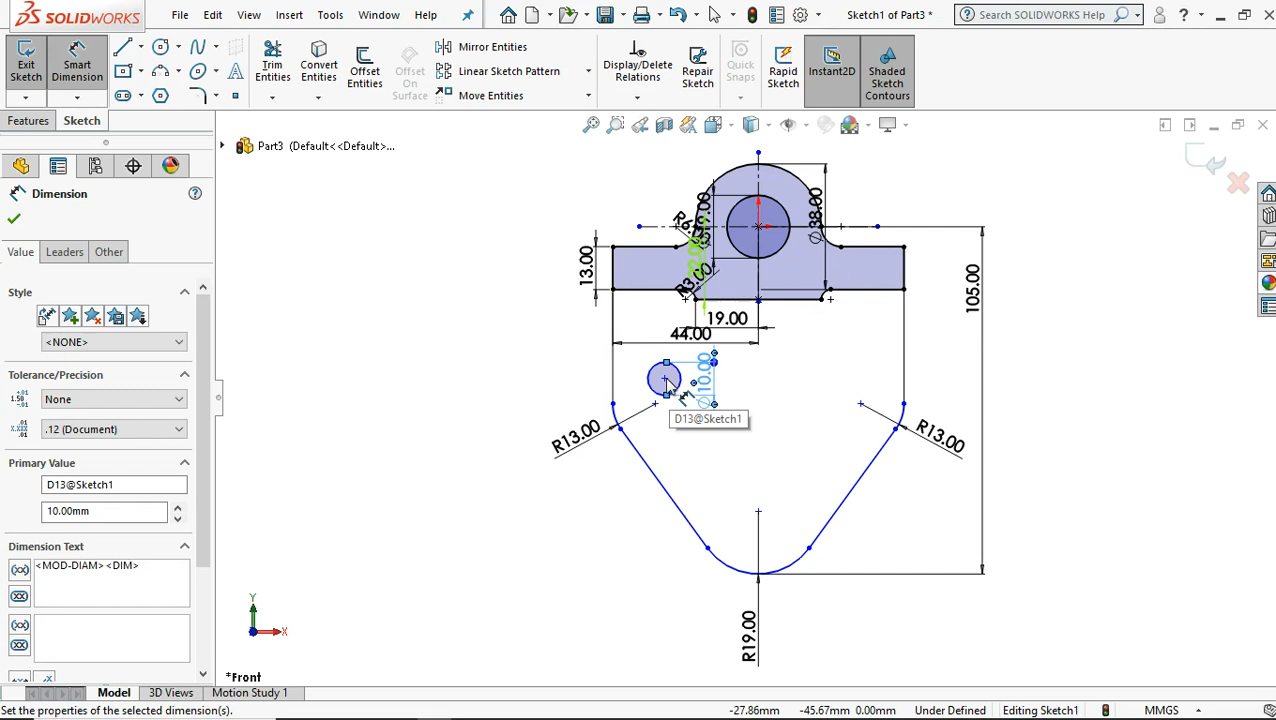 SOLIDWORKS
File
Edit
View
Insert
Tools
Window
Help
Sketch1 of Part3 *
Search SOLIDWORKS Help
?
Exit Sketch
Smart Dimension
Trim Entities
Convert Entities
Offset Entities
Offset On Surface
Mirror Entities
Linear Sketch Pattern
Move Entities
Display/Delete Relations
Repair Sketch
Quick Snaps
Rapid Sketch
Instant2D
Shaded Sketch Contours
Features
Sketch
Part3 (Default<<Default>...
Dimension
Value
Leaders
Other
Style
<NONE>
Tolerance/Precision
None
.12 (Document)
Primary Value
D13@Sketch1
10.00mm
Dimension Text
<MOD-DIAM><DIM>
13.00
R3.00
Ø38.00
19.00
44.00
105.00
Ø10.00
D13@Sketch1
R13.00
R13.00
R19.00
Y
X
*Front
Model
3D Views
Motion Study 1
Set the properties of the selected dimension(s).
-27.86mm
-45.67mm 0.00mm
Under Defined
Editing Sketch1
MMGS